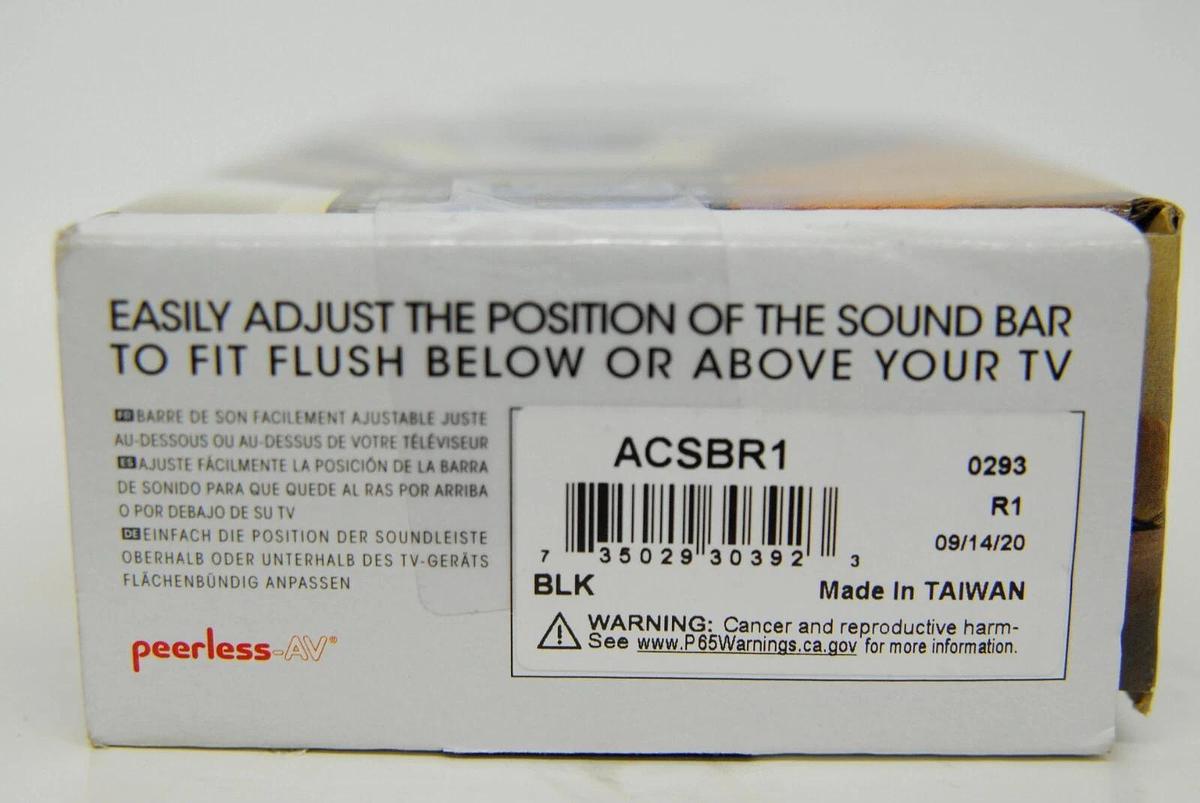 EASILY ADJUST THE POSITION OF THE SOUND BAR
TO FIT FLUSH BELOW OR ABOVE YOUR TV
FR BARRE DE SON FACILEMENT AJUSTABLE JUSTE
AU-DESSOUS OU AU-DESSUS DE VOTRE TÉLÉVISEUR
ES AJUSTE FÁCILMENTE LA POSICIÓN DE LA BARRA
DE SONIDO PARA QUE QUEDE AL RAS POR ARRIBA
O POR DEBAJO DE SU TV
DE EINFACH DIE POSITION DER SOUNDLEISTE
OBERHALB ODER UNTERHALB DES TV-GERÄTS
FLÄCHENBÜNDIG ANPASSEN
peerless-AV®
ACSBR1
0293
R1
09/14/20
7 35029 30392 3
BLK
Made In TAIWAN
WARNING: Cancer and reproductive harm-
See www.P65Warnings.ca.gov for more information.